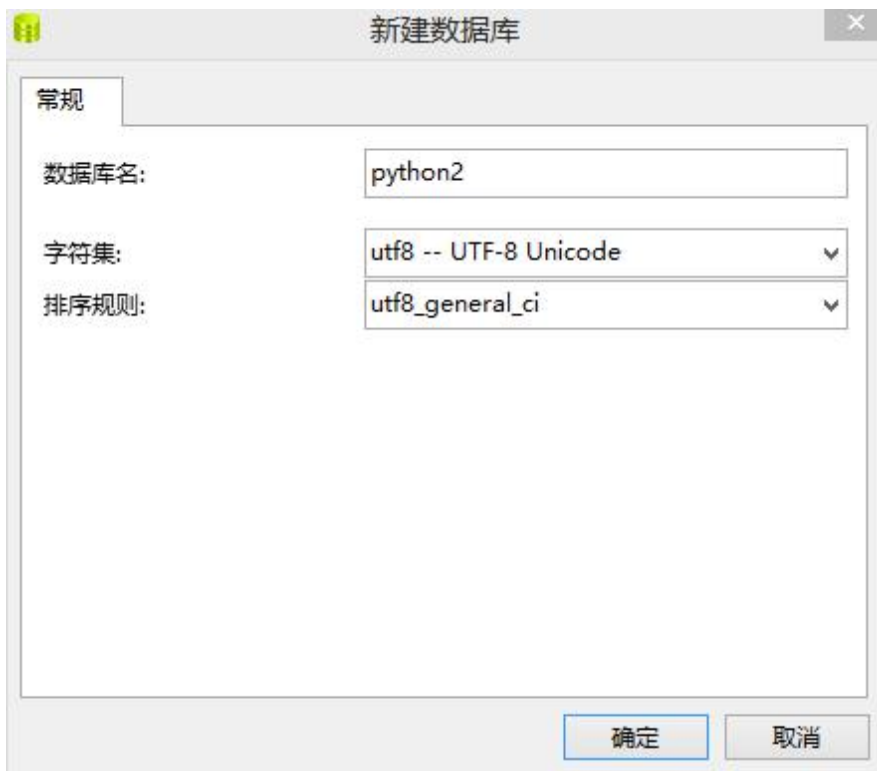 新建数据库
常规
数据库名: python2
字符集: utf8 -- UTF-8 Unicode
排序规则: utf8_general_ci
确定 取消